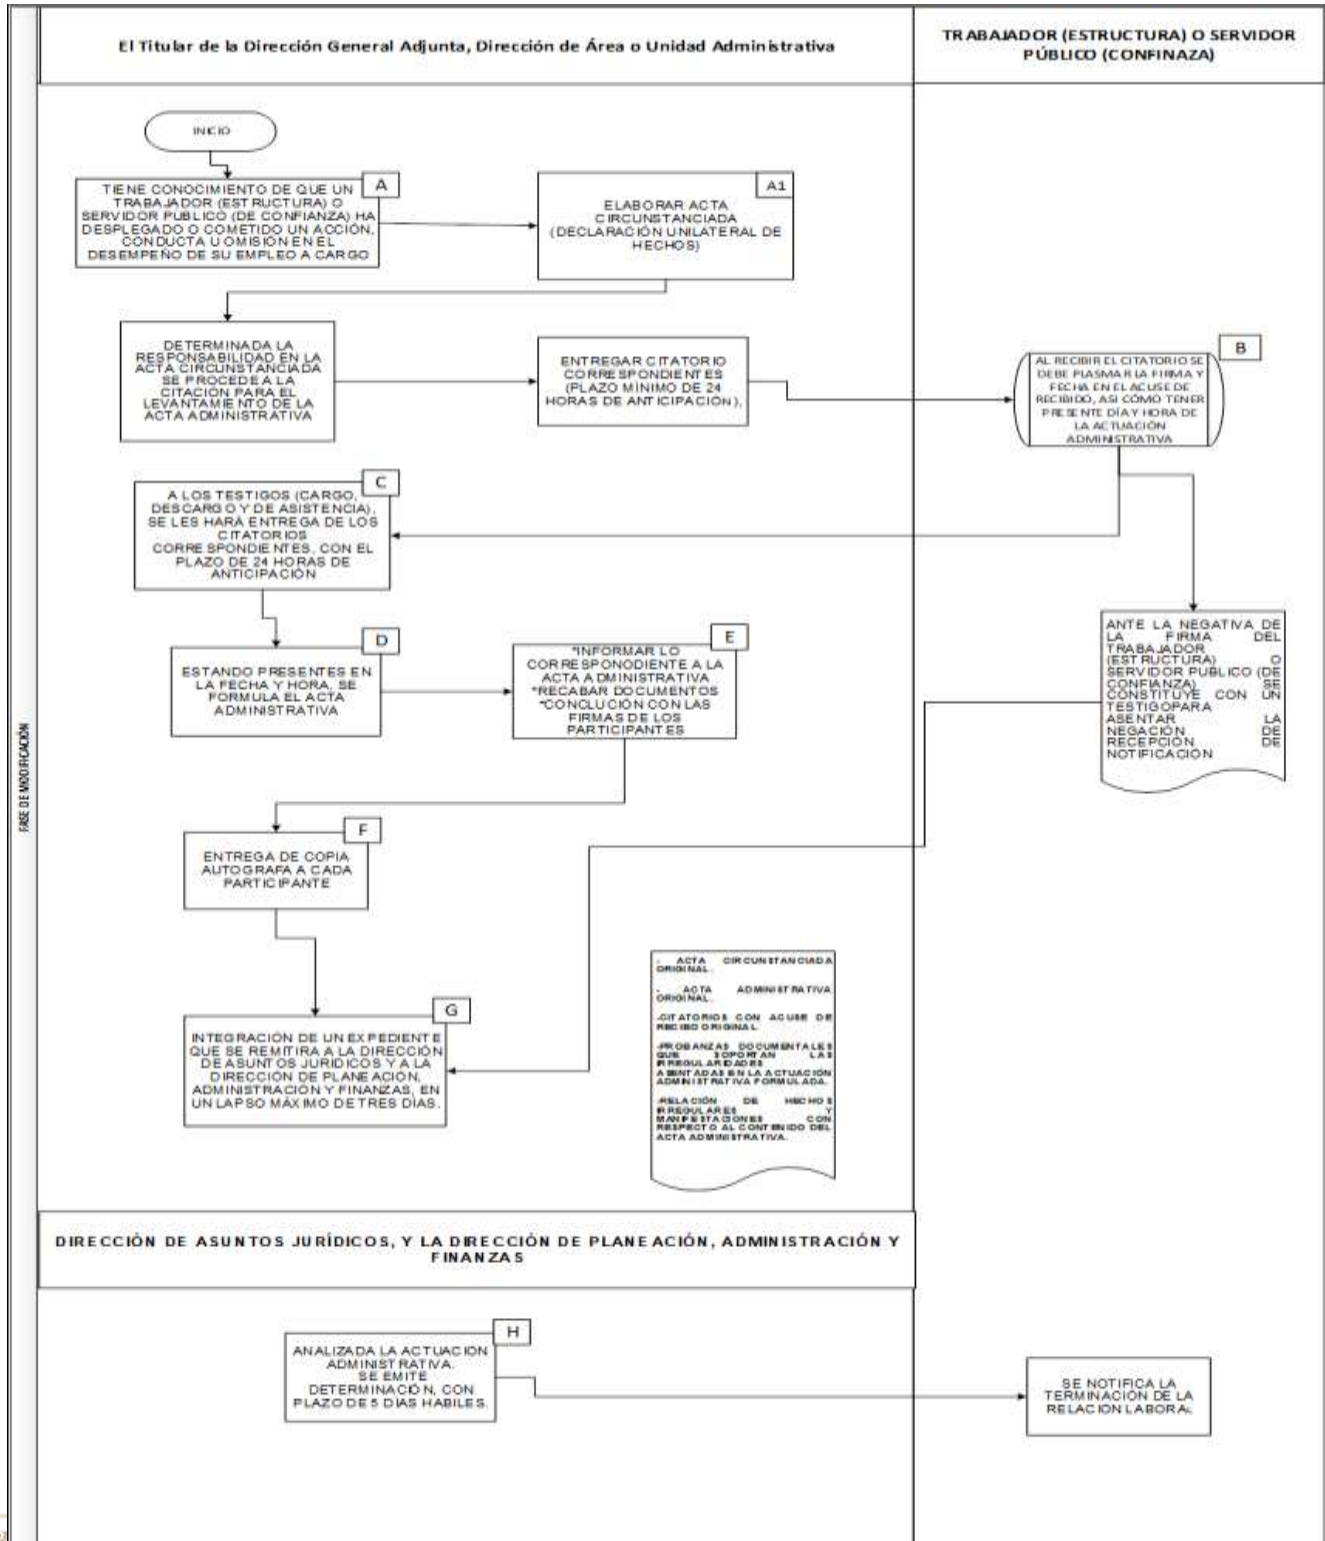 El Titular de la Dirección General Adjunta, Dirección de Área o Unidad Administrativa
TRABAJADOR (ESTRUCTURA) O SERVIDOR
PÚBLICO (CONFINAZA)
INICIO
A
TIENE CONOCIMIENTO DE QUE UN
TRABAJADOR (ESTRUCTURA) O
SERVIDOR PUBLICO (DE CONFIANZA) HA
DESPLEGADO O COMETIDO UN ACCIÓN,
CONDUCTA U OMISIÓN EN EL
DESEMPEÑO DE SU EMPLEO A CARGO
A1
ELABORAR ACTA
CIRCUNSTANCIADA
(DECLARACIÓN UNILATERAL DE
HECHOS)
DETERMINADA LA
RESPONSABILIDAD EN LA
ACTA CIRCUNSTANCIADA
SE PROCEDE A LA
CITACIÓN PARA EL
LEVANTAMIENTO DE LA
ACTA ADMINISTRATIVA
ENTREGAR CITATORIO
CORRESPONDIENTES
(PLAZO MÍNIMO DE 24
HORAS DE ANTICIPACIÓN),
B
AL RECIBIR EL CITATORIO SE
DEBE PLASMAR LA FIRMA Y
FECHA EN EL ACUSE DE
RECIBIDO, ASI CÓMO TENER
PRESENTE DÍA Y HORA DE
LA ACTUACIÓN
ADMINISTRATIVA
C
A LOS TESTIGOS (CARGO,
DESCARGO Y DE ASISTENCIA),
SE LES HARÁ ENTREGA DE LOS
CITATORIOS
CORRESPONDIENTES, CON EL
PLAZO DE 24 HORAS DE
ANTICIPACIÓN
D
ESTANDO PRESENTES EN
LA FECHA Y HORA, SE
FORMULA EL ACTA
ADMINISTRATIVA
E
*INFORMAR LO
CORRESPONODIENTE A LA
ACTA ADMINISTRATIVA
*RECABAR DOCUMENTOS
*CONCLUCIÓN CON LAS
FIRMAS DE LOS
PARTICIPANTES
ANTE LA NEGATIVA DE
LA FIRMA DEL
TRABAJADOR
(ESTRUCTURA) O
SERVIDOR PUBLICO (DE
CONFIANZA) SE
CONSTITUYE CON UN
TESTIGOPARA
ASENTAR LA
NEGACIÓN DE
RECEPCIÓN DE
NOTIFICACIÓN
FASE DE MODIFICACIÓN
F
ENTREGA DE COPIA
AUTOGRAFA A CADA
PARTICIPANTE
- ACTA CIRCUNSTANCIADA
ORIGINAL.
- ACTA ADMINISTRATIVA
ORIGINAL.
-CITATORIOS CON ACUSE DE
RECIBO ORIGINAL.
-PROBANZAS DOCUMENTALES
QUE SOPORTAN LAS
IRREGULARIDADES
ASENTADAS EN LA ACTUACIÓN
ADMINISTRATIVA FORMULADA.
-RELACIÓN DE HECHOS
IRREGULARES Y
MANIFESTACIONES CON
RESPECTO AL CONTENIDO DEL
ACTA ADMINISTRATIVA.
G
INTEGRACIÓN DE UN EXPEDIENTE
QUE SE REMITIRA A LA DIRECCIÓN
DE ASUNTOS JURIDICOS Y A LA
DIRECCIÓN DE PLANEACIÓN,
ADMINISTRACIÓN Y FINANZAS, EN
UN LAPSO MÁXIMO DE TRES DÍAS.
DIRECCIÓN DE ASUNTOS JURÍDICOS, Y LA DIRECCIÓN DE PLANEACIÓN, ADMINISTRACIÓN Y
FINANZAS
H
ANALIZADA LA ACTUACIÓN
ADMINISTRATIVA.
SE EMITE
DETERMINACIÓN, CON
PLAZO DE 5 DIAS HABILES.
SE NOTIFICA LA
TERMINACIÓN DE LA
RELACIÓN LABORAL